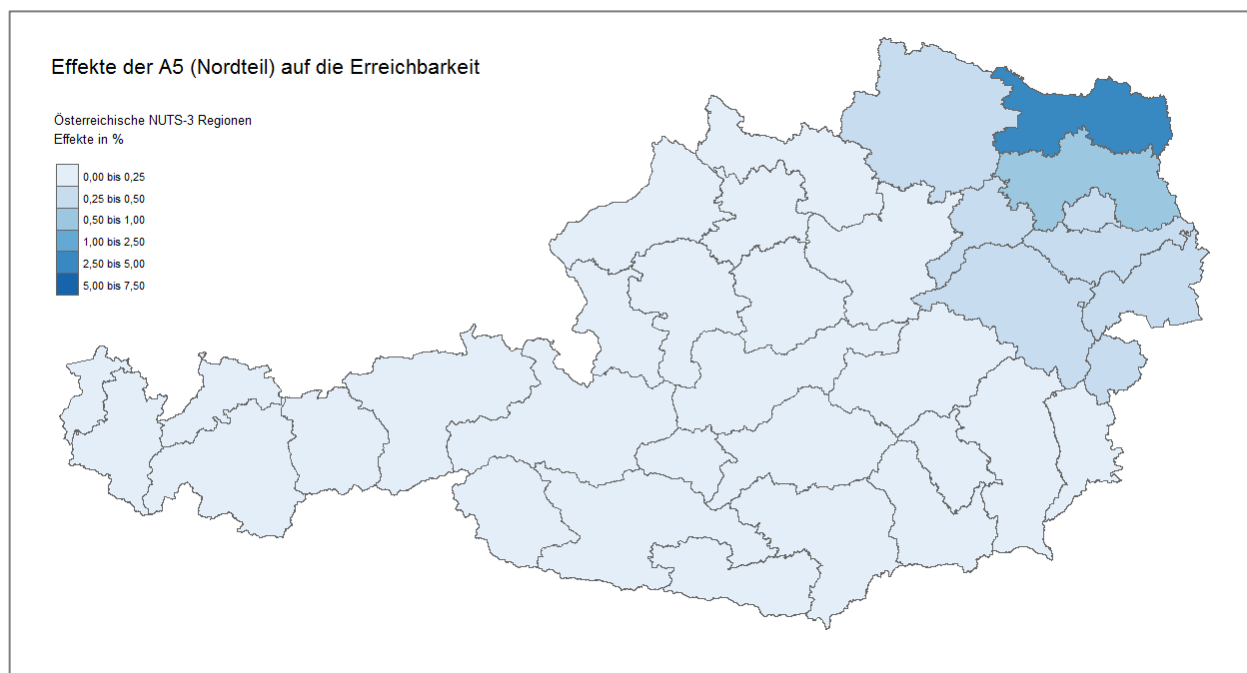 Effekte der A5 (Nordteil) auf die Erreichbarkeit
Österreichische NUTS-3 Regionen
Effekte in %
0,00 bis 0,25
0,25 bis 0,50
0,50 bis 1,00
1,00 bis 2,50
2,50 bis 5,00
5,00 bis 7,50